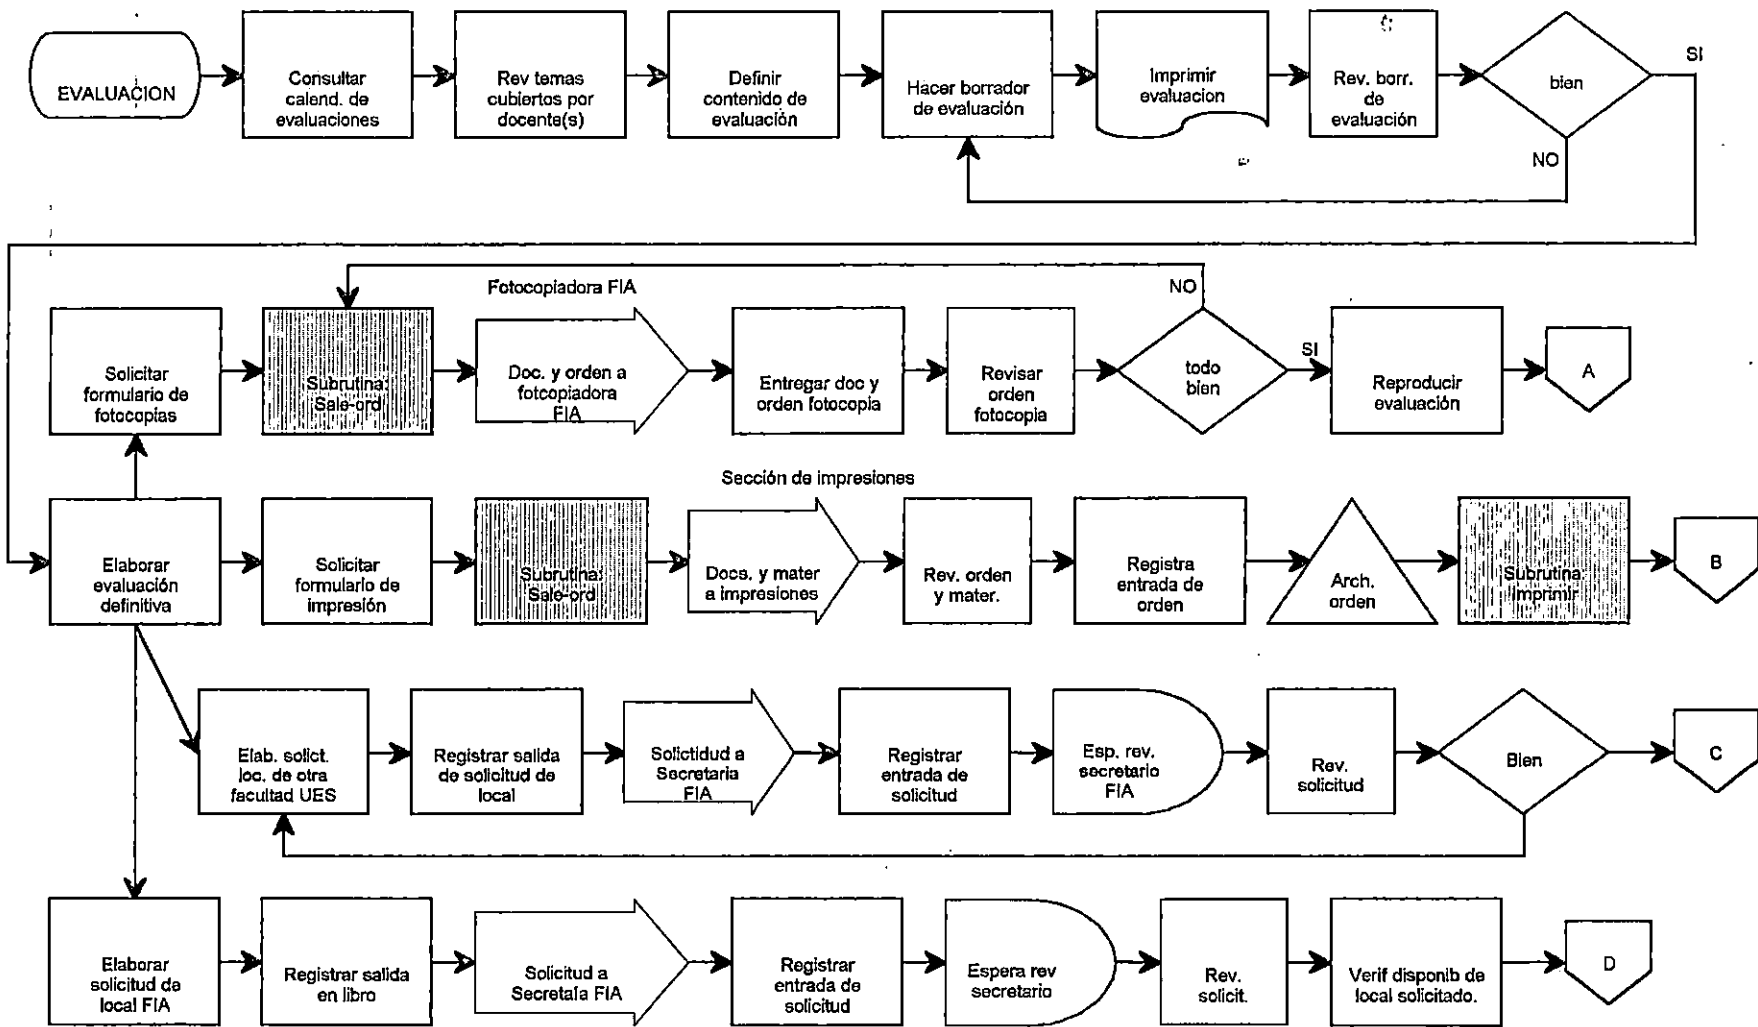 EVALUACION
Consultar
calend. de
evaluaciones
Rev temas
cubiertos por
docente(s)
Definir
contenido de
evaluación
Hacer borrador
de evaluación
Imprimir
evaluacion
Rev. borr.
de
evaluación
bien
SI
NO
Fotocopiadora FIA
NO
Solicitar
formulario de
fotocopias
Subrutina:
Sale-ord
Doc. y orden a
fotcopiadora
FIA
Entregar doc y
orden fotocopia
Revisar
orden
fotocopia
todo
bien
SI
Reproducir
evaluación
A
Sección de impresiones
Elaborar
evaluación
definitiva
Solicitar
formulario de
impresión
Subrutina:
Sale-ord
Docs. y mater
a impresiones
Rev. orden
y mater.
Registra
entrada de
orden
Arch.
orden
Subrutina:
Imprimir
B
Elab. solict.
loc. de otra
facultad UES
Registrar salida
de solicitud de
local
Solictidud a
Secretaria
FIA
Registrar
entrada de
solicitud
Esp. rev.
secretario
FIA
Rev.
solicitud
Bien
C
Elaborar
solicitud de
local FIA
Registrar salida
en libro
Solicitud a
Secretaía FIA
Registrar
entrada de
solicitud
Espera rev
secretario
Rev.
solicit.
Verif disponib de
local solicitado.
D